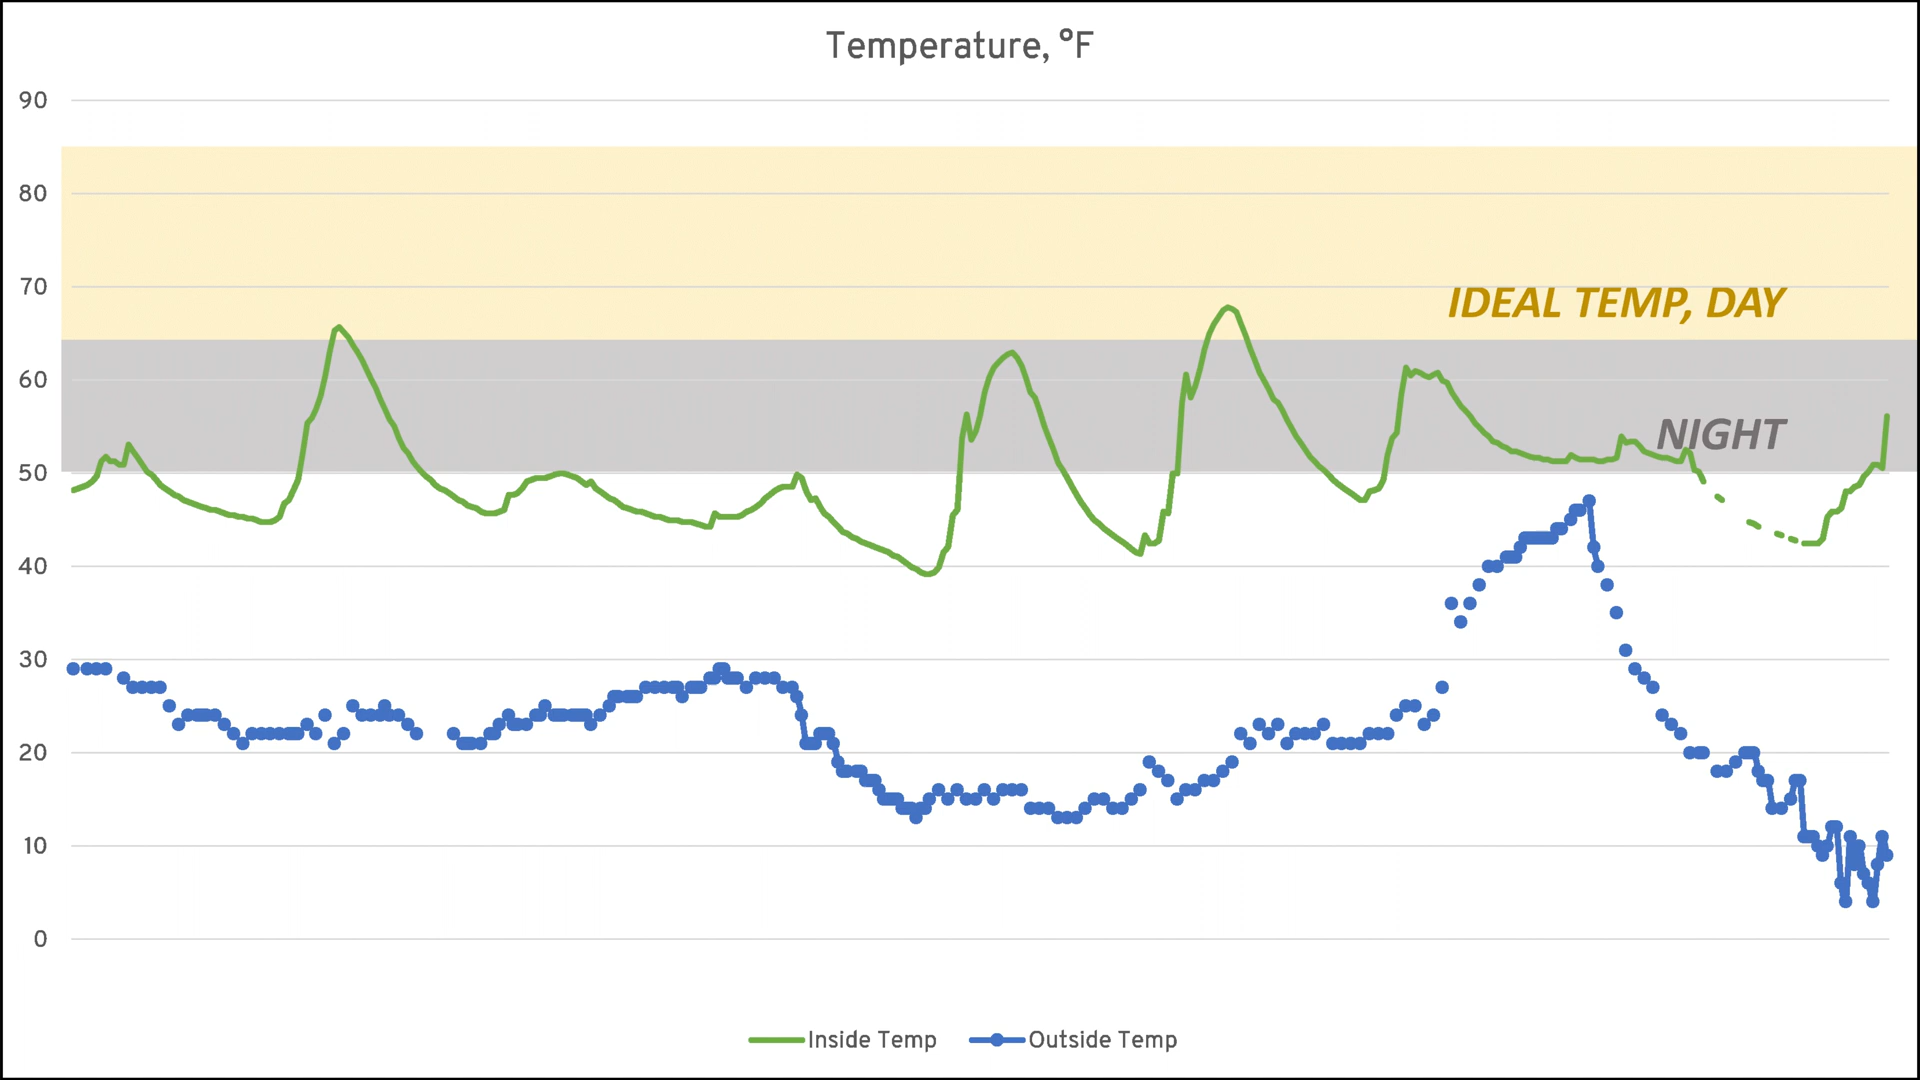 Temperature, °F
90
80
70
IDEAL TEMP, DAY
60
NIGHT
50
40
30
20
10
0
Inside Temp
Outside Temp